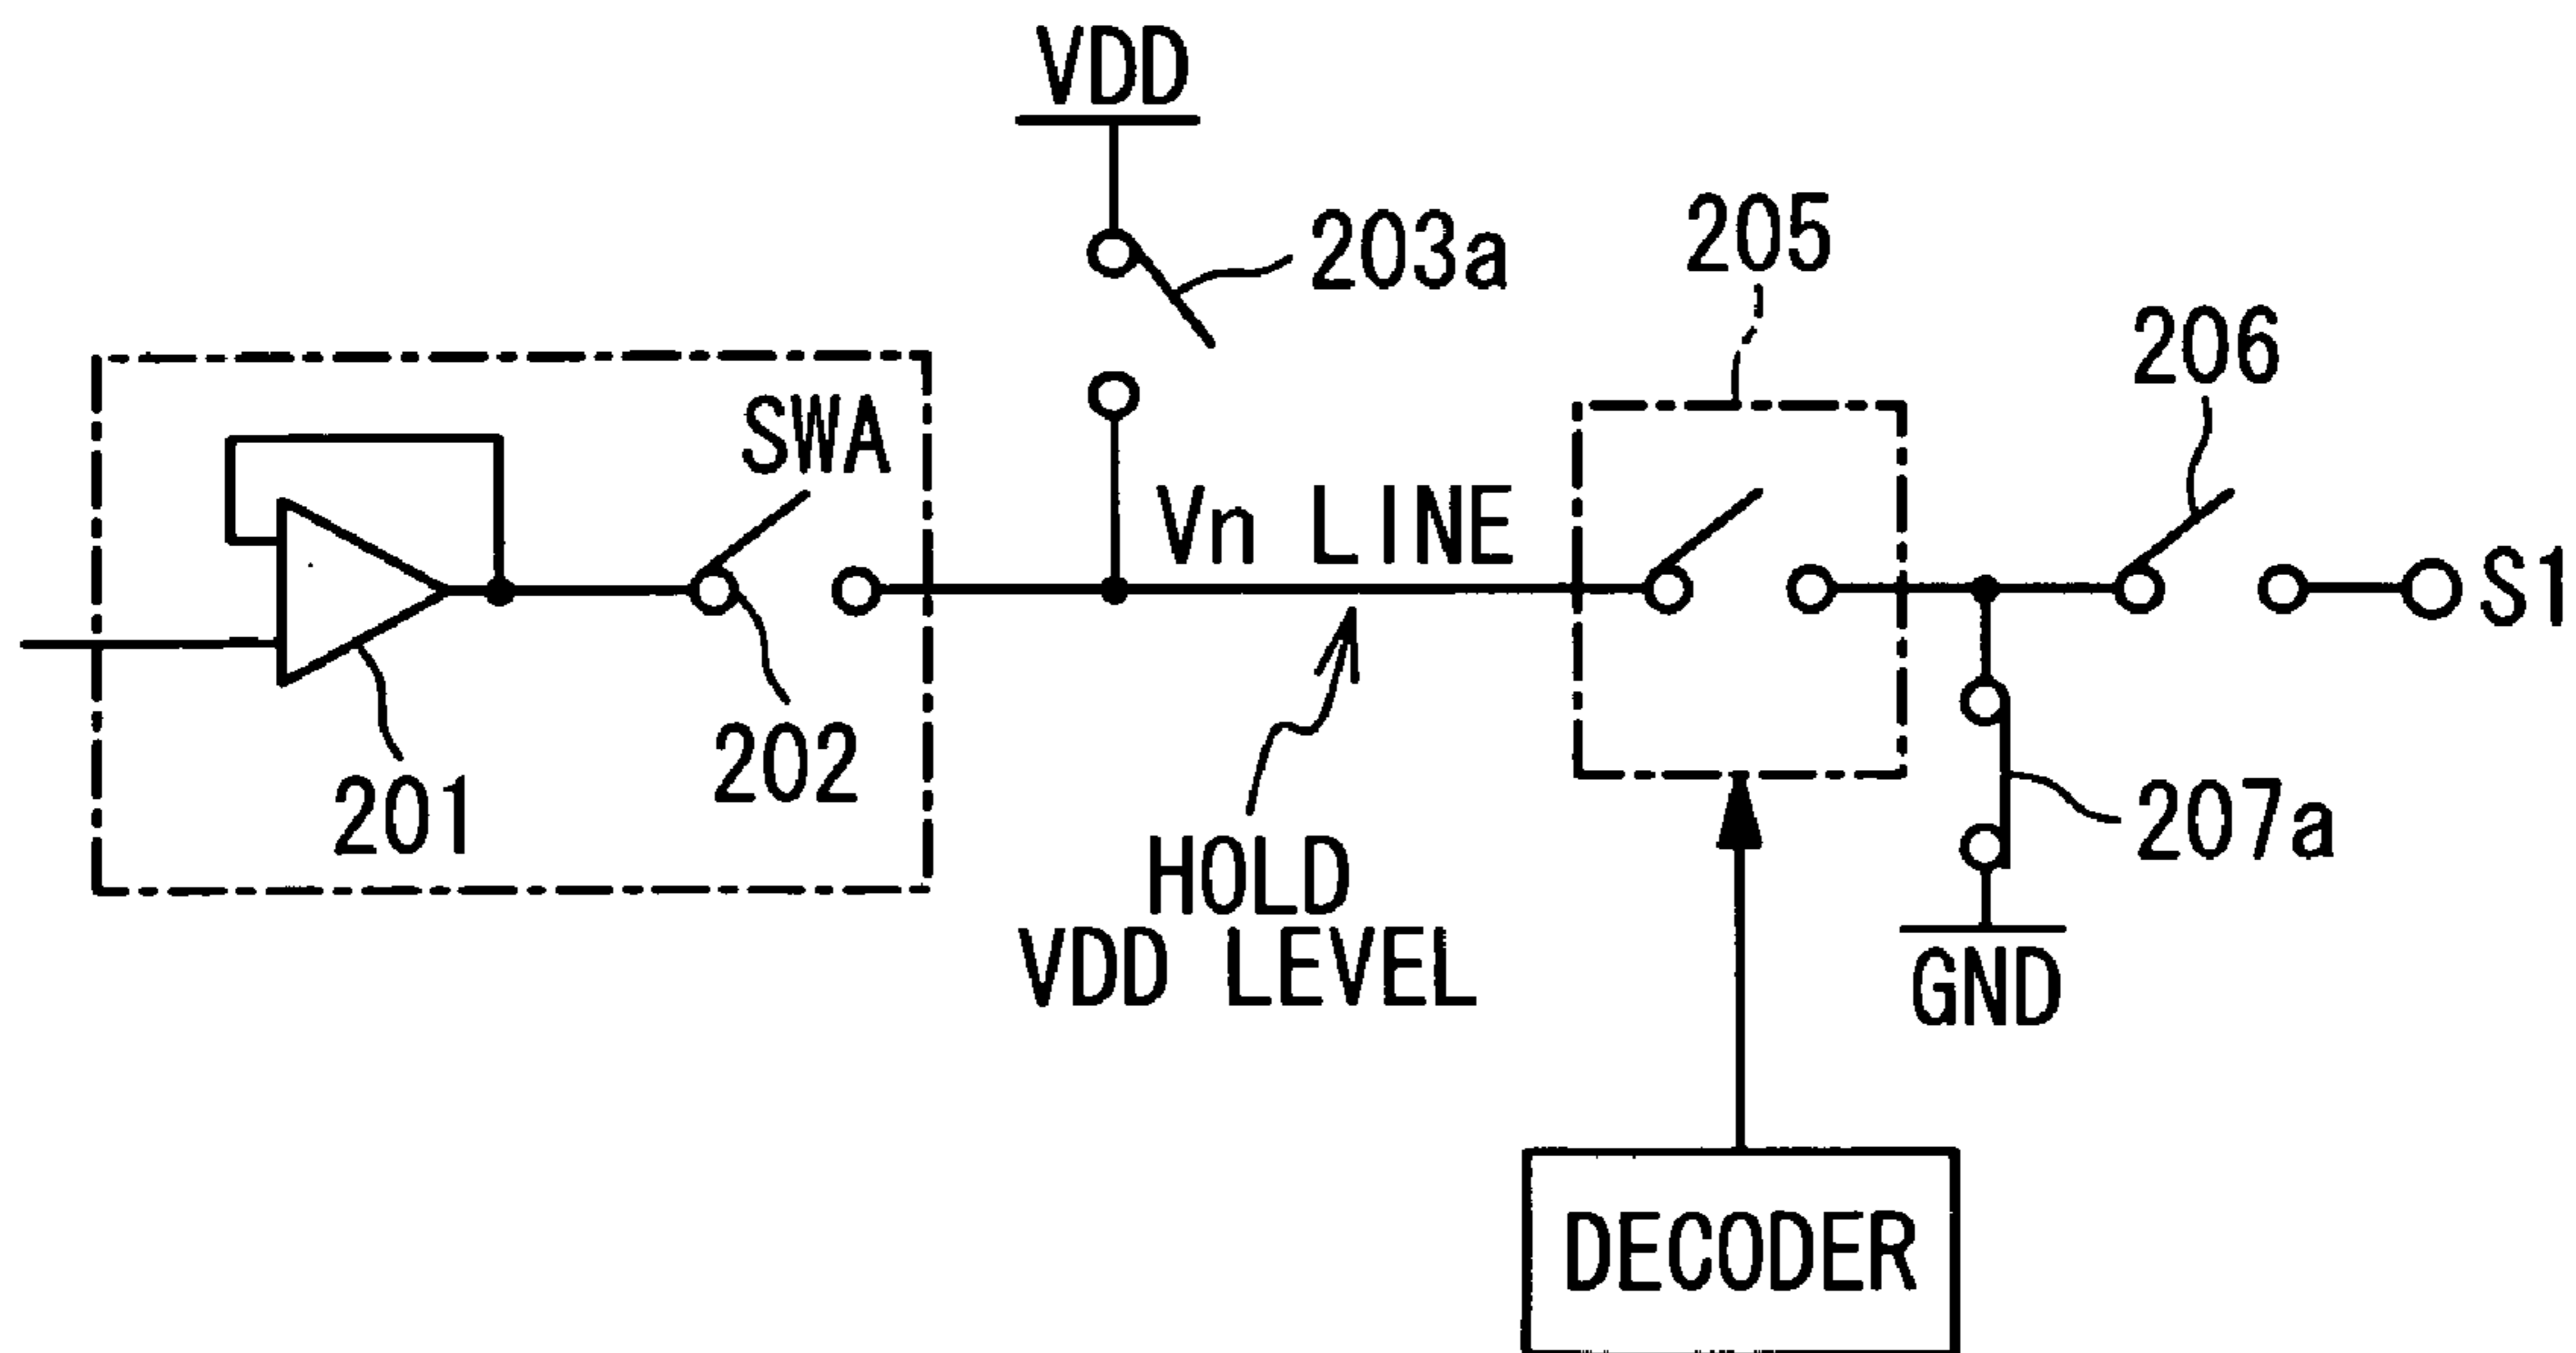 VDD
203a
205
206
SWA
Vn LINE
S1
201
202
HOLD
VDD LEVEL
207a
GND
DECODER